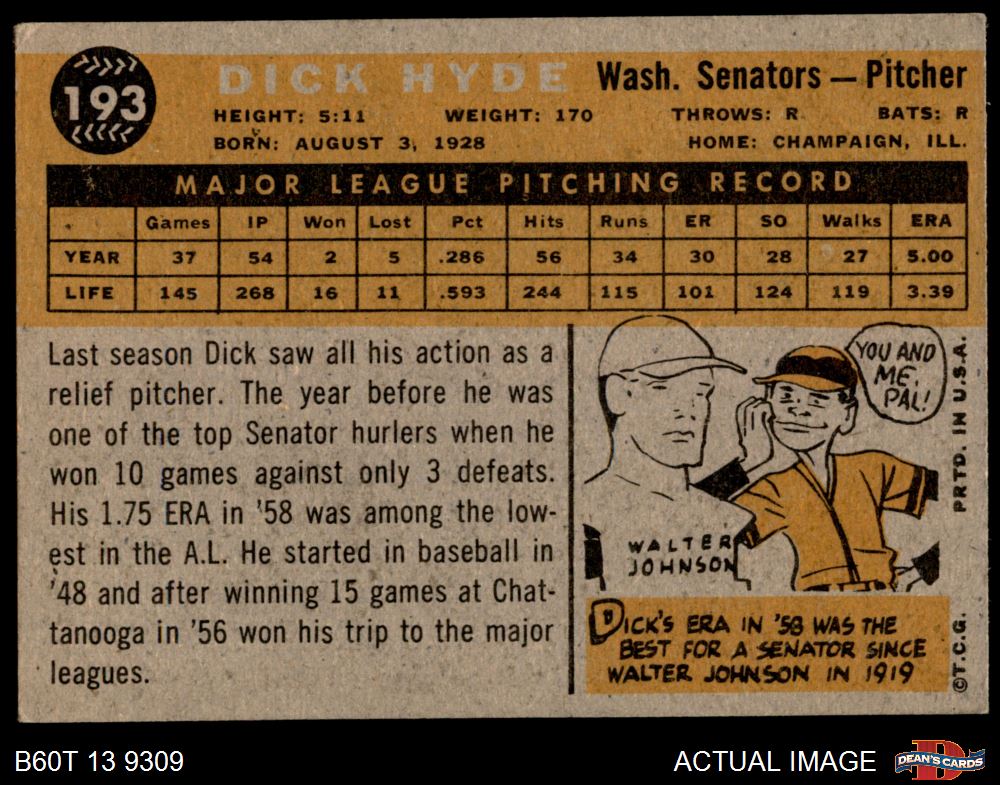 193
DICK HYDE
Wash. Senators — Pitcher
HEIGHT: 5:11 WEIGHT: 170 THROWS: R BATS: R
BORN: AUGUST 3, 1928 HOME: CHAMPAIGN, ILL.
MAJOR LEAGUE PITCHING RECORD
Games IP Won Lost Pct Hits Runs ER SO Walks ERA
YEAR 37 54 2 5 .286 56 34 30 28 27 5.00
LIFE 145 268 16 11 .593 244 115 101 124 119 3.39
Last season Dick saw all his action as a
relief pitcher. The year before he was
one of the top Senator hurlers when he
won 10 games against only 3 defeats.
His 1.75 ERA in '58 was among the low-
est in the A.L. He started in baseball in
'48 and after winning 15 games at Chat-
tanooga in '56 won his trip to the major
leagues.
YOU AND
ME,
PAL!
WALTER
JOHNSON
DICK'S ERA IN '58 WAS THE
BEST FOR A SENATOR SINCE
WALTER JOHNSON IN 1919
PRTD. IN U.S.A.
©T.C.G.
B60T 13 9309
ACTUAL IMAGE
D
DEAN'S CARDS